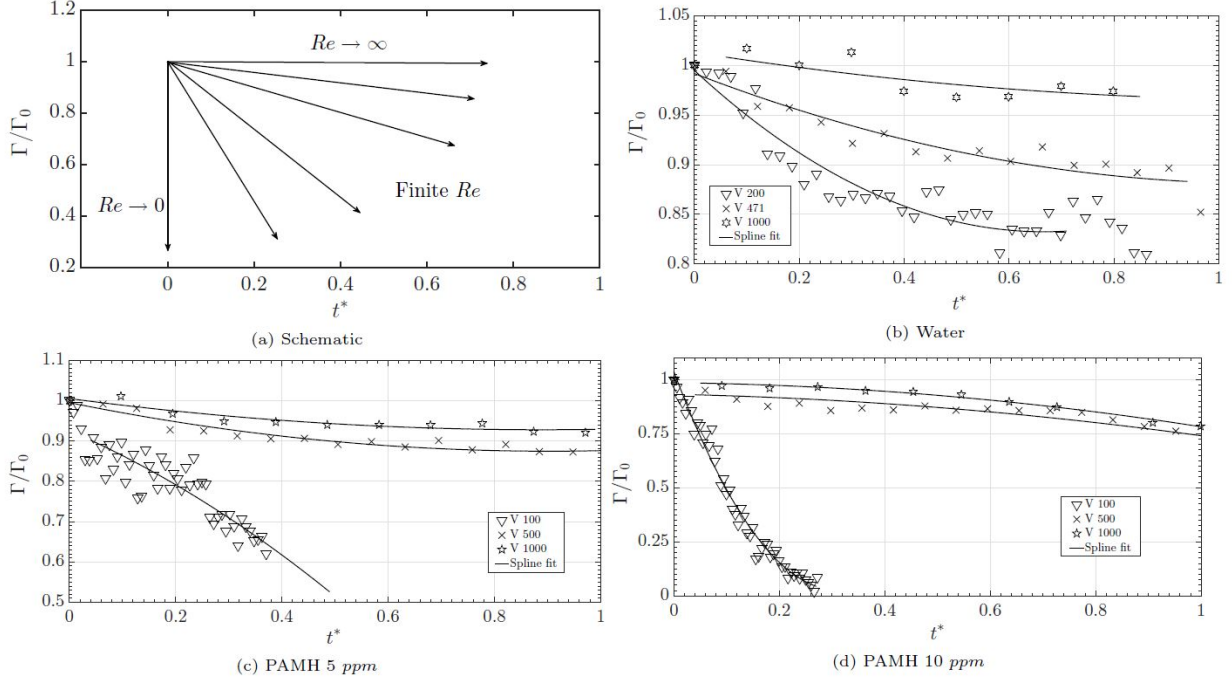 1.2
1
0.8
0.6
0.4
0.2
Γ/Γ0
Re → ∞
Re → 0
Finite Re
0 0.2 0.4 0.6 0.8 1
t*
(a) Schematic
1.05
1
0.95
0.9
0.85
0.8
Γ/Γ0
V 200
V 471
V 1000
Spline fit
0 0.2 0.4 0.6 0.8 1
t*
(b) Water
1.1
1
0.9
0.8
0.7
0.6
0.5
Γ/Γ0
V 100
V 500
V 1000
Spline fit
0 0.2 0.4 0.6 0.8 1
t*
(c) PAMH 5 ppm
1
0.75
0.5
0.25
0
Γ/Γ0
V 100
V 500
V 1000
Spline fit
0 0.2 0.4 0.6 0.8 1
t*
(d) PAMH 10 ppm